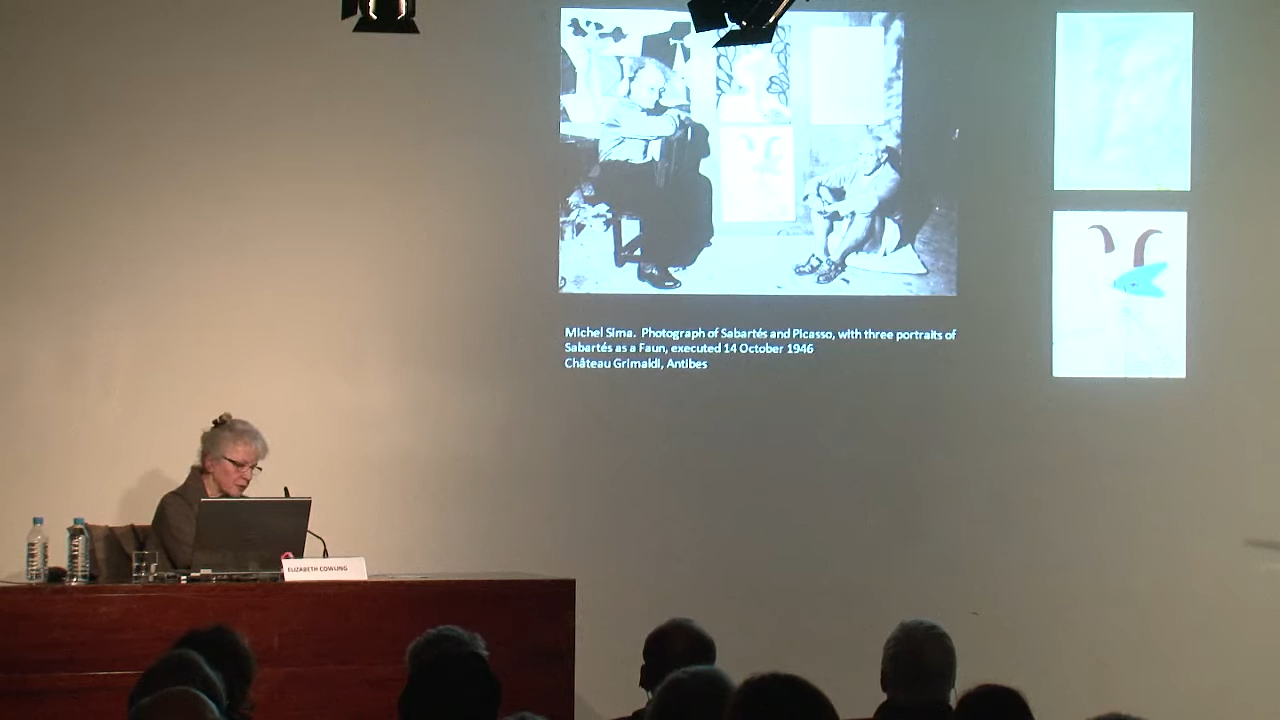 Michel Sima.  Photograph of Sabartés and Picasso, with three portraits of
Sabartés as a Faun, executed 14 October 1946
Château Grimaldi, Antibes
ELIZABETH COWLING